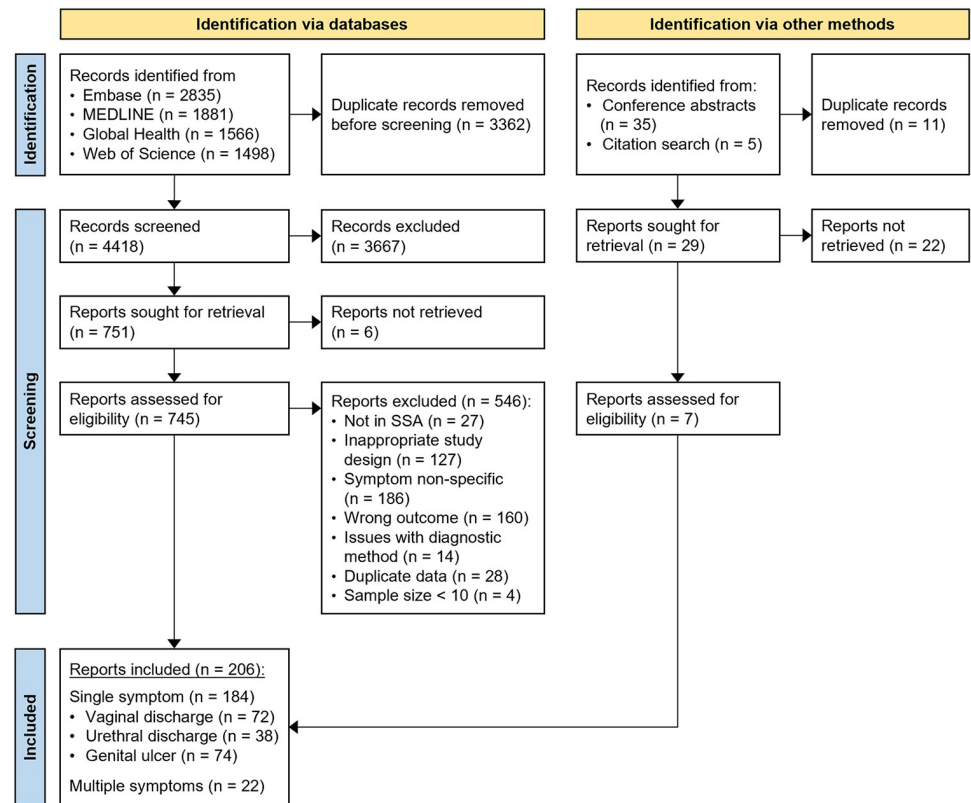 Identification via databases
Identification via other methods
Identification
Records identified from
• Embase (n = 2835)
• MEDLINE (n = 1881)
• Global Health (n = 1566)
• Web of Science (n = 1498)
Duplicate records removed
before screening (n = 3362)
Records identified from:
• Conference abstracts
(n = 35)
• Citation search (n = 5)
Duplicate records
removed (n = 11)
Screening
Records screened
(n = 4418)
Records excluded
(n = 3667)
Reports sought for
retrieval (n = 29)
Reports not
retrieved (n = 22)
Reports sought for retrieval
(n = 751)
Reports not retrieved
(n = 6)
Reports assessed for
eligibility (n = 745)
Reports excluded (n = 546):
• Not in SSA (n = 27)
• Inappropriate study
design (n = 127)
• Symptom non-specific
(n = 186)
• Wrong outcome (n = 160)
• Issues with diagnostic
method (n = 14)
• Duplicate data (n = 28)
• Sample size < 10 (n = 4)
Reports assessed for
eligibility (n = 7)
Included
Reports included (n = 206):
Single symptom (n = 184)
• Vaginal discharge (n = 72)
• Urethral discharge (n = 38)
• Genital ulcer (n = 74)
Multiple symptoms (n = 22)